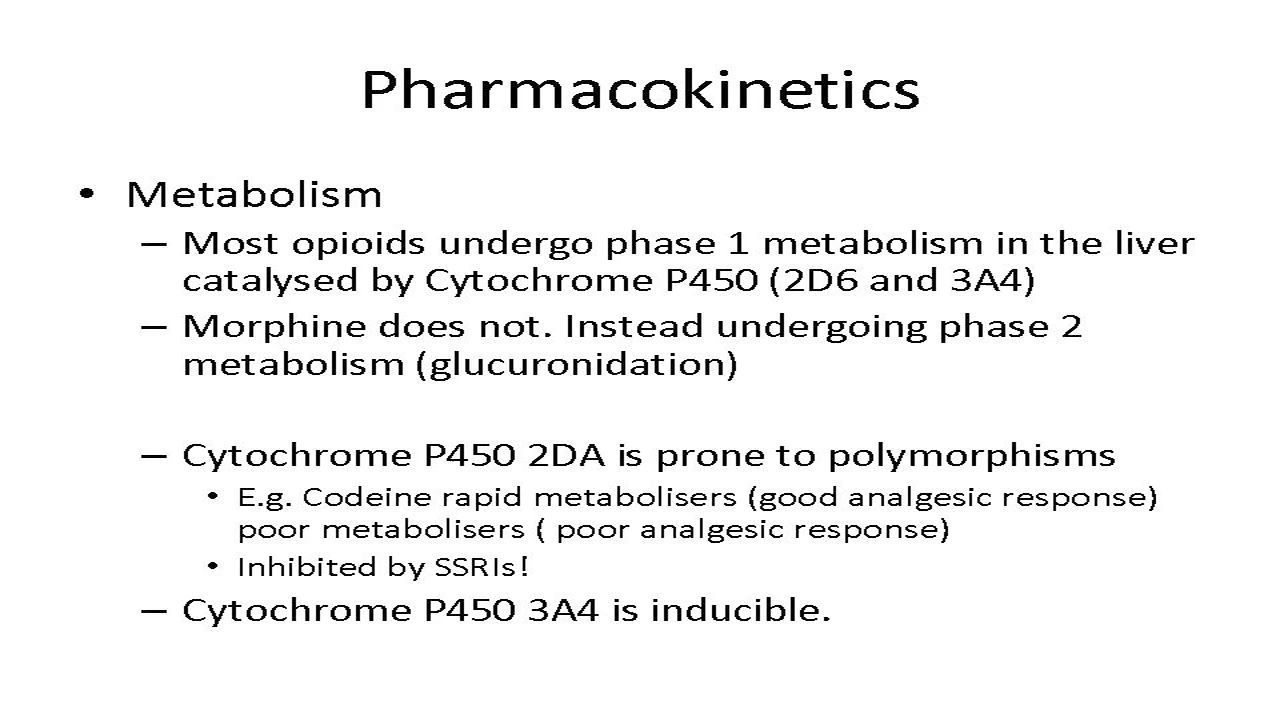 Pharmacokinetics
• Metabolism
– Most opioids undergo phase 1 metabolism in the liver
catalysed by Cytochrome P450 (2D6 and 3A4)
– Morphine does not. Instead undergoing phase 2
metabolism (glucuronidation)
– Cytochrome P450 2DA is prone to polymorphisms
• E.g. Codeine rapid metabolisers (good analgesic response)
poor metabolisers ( poor analgesic response)
• Inhibited by SSRIs!
– Cytochrome P450 3A4 is inducible.